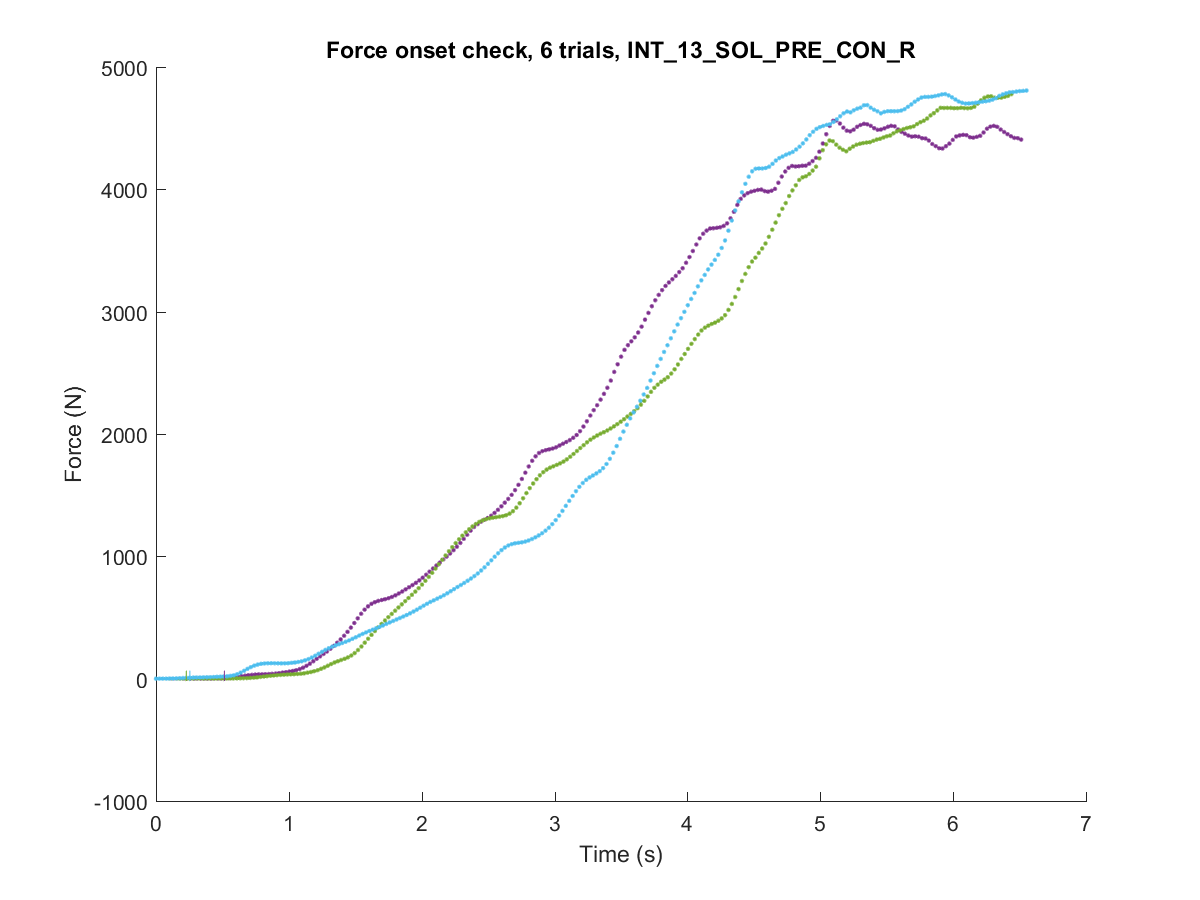 Force onset check, 6 trials, INT_13_SOL_PRE_CON_R
5000
4000
3000
2000
1000
0
-1000
Force (N)
0 1 2 3 4 5 6 7
Time (s)